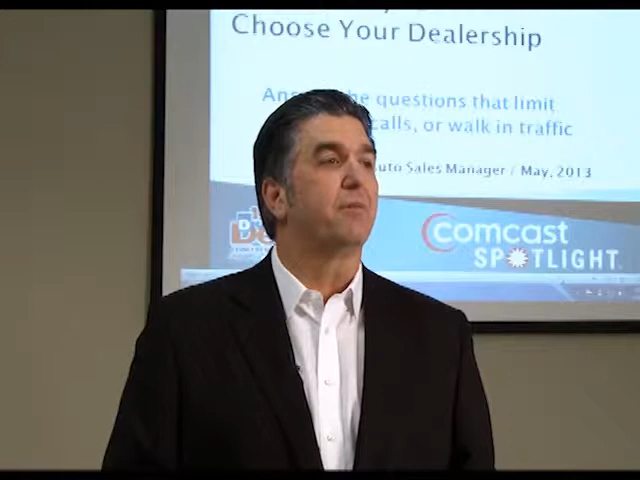 Choose Your Dealership
the questions that limit
calls, or walk in traffic
Auto Sales Manager / May, 2013
comcast
SPOTLIGHT